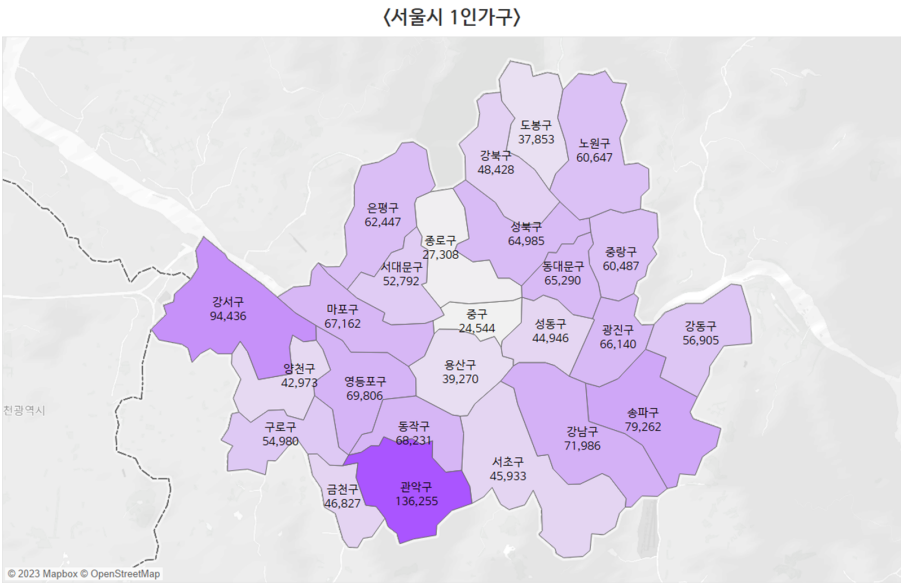 <서울시 1인가구>
도봉구
37,853
노원구
60,647
강북구
48,428
은평구
62,447
성북구
64,985
종로구
27,308
중랑구
60,487
서대문구
52,792
동대문구
65,290
강서구
94,436
마포구
67,162
중구
24,544
성동구
44,946
광진구
66,140
강동구
56,905
양천구
42,973
영등포구
69,806
용산구
39,270
천광역시
송파구
79,262
구로구
54,980
동작구
68,231
강남구
71,986
서초구
45,933
금천구
46,827
관악구
136,255
© 2023 Mapbox © OpenStreetMap